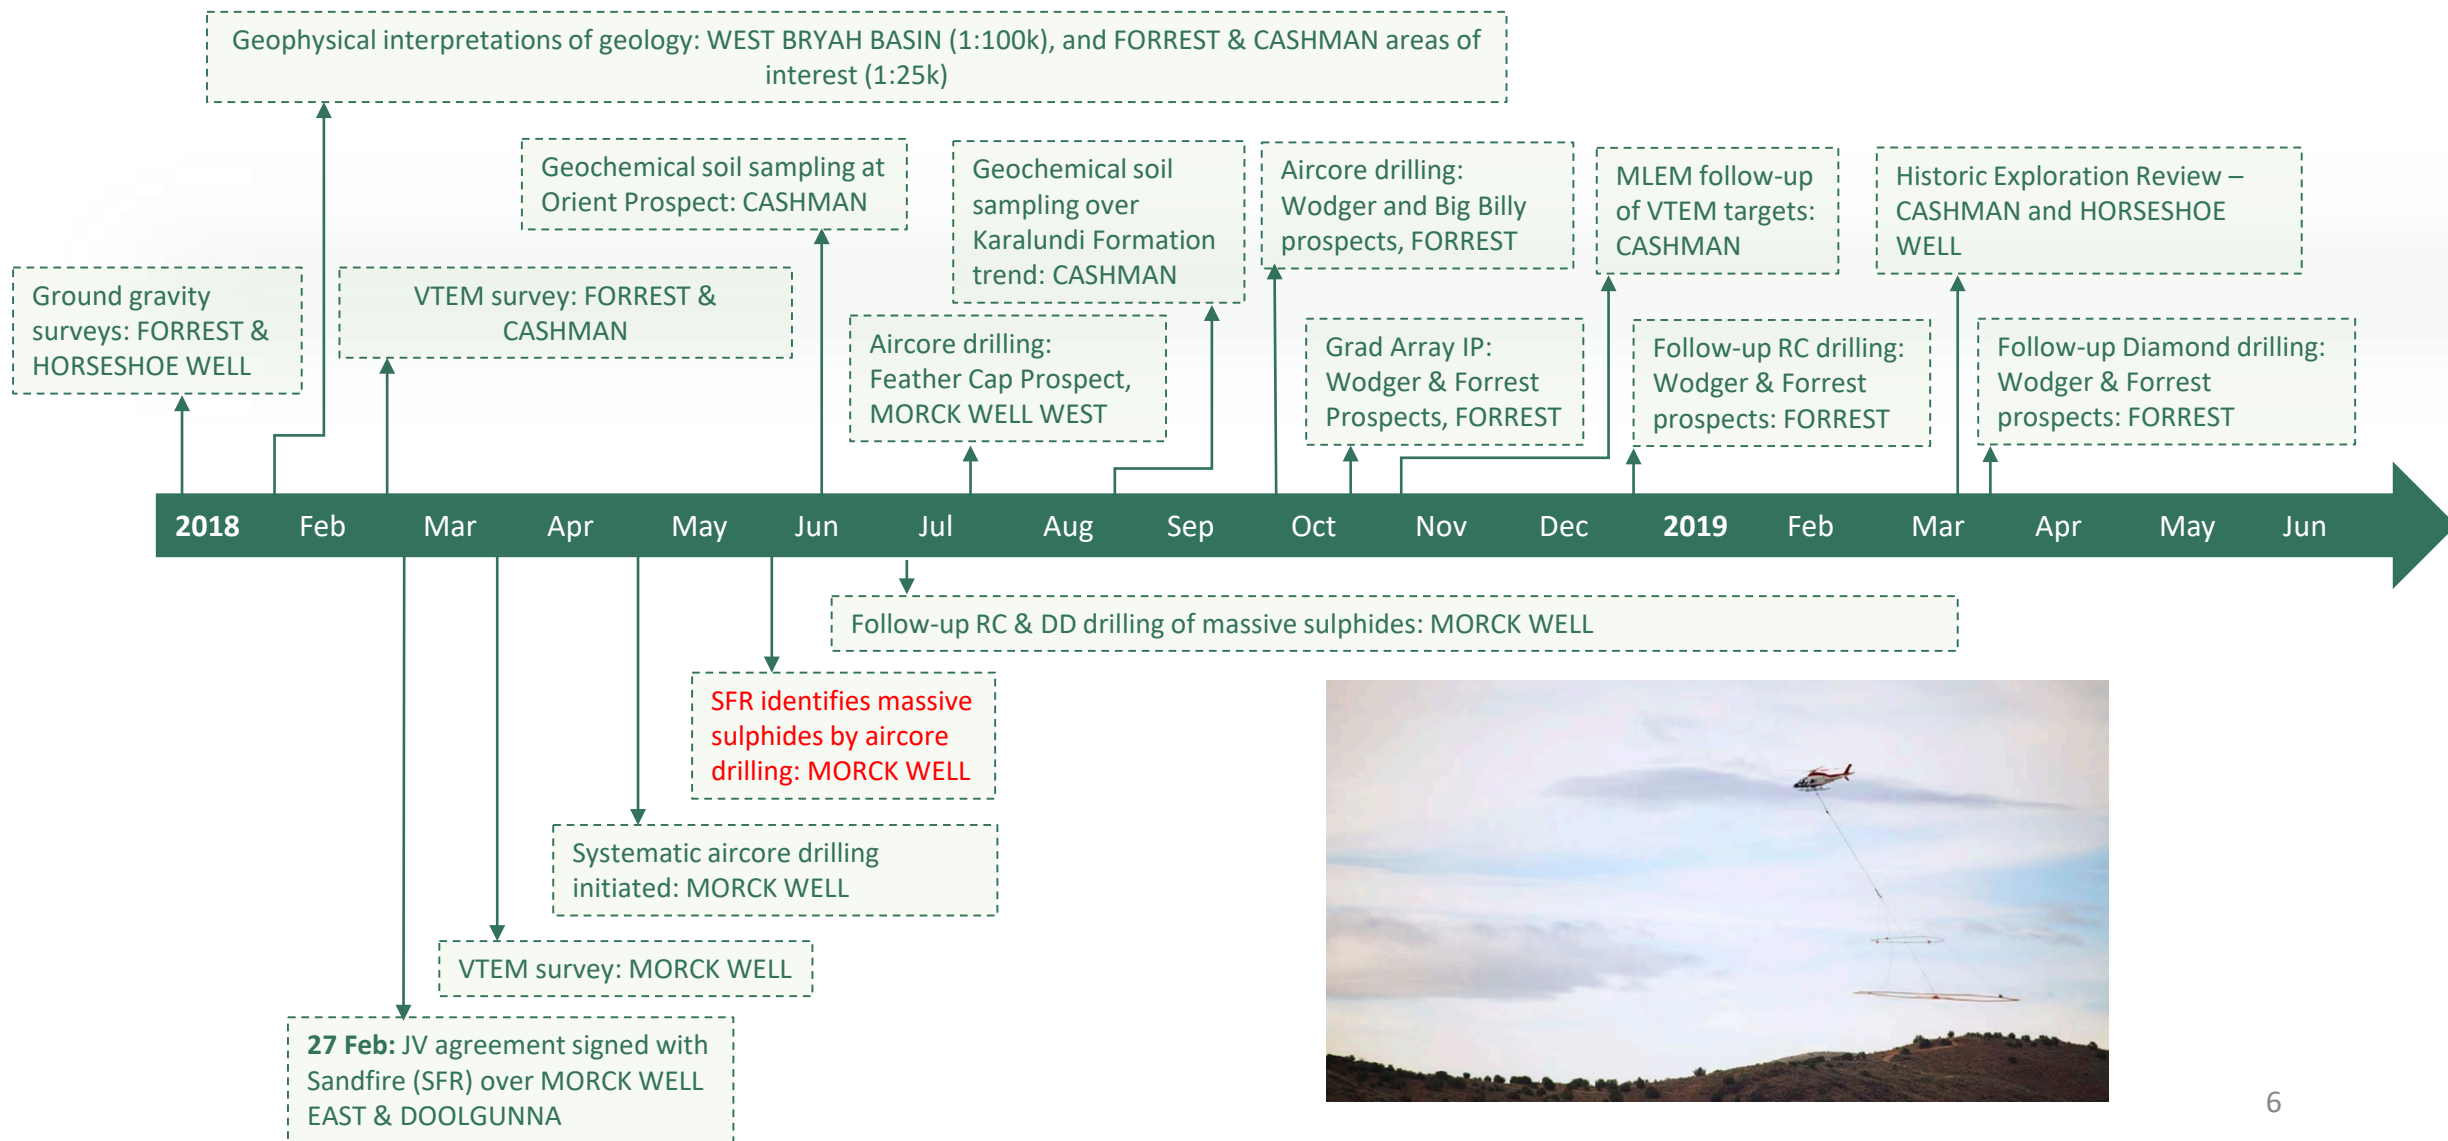 Geophysical interpretations of geology: WEST BRYAH BASIN (1:100k), and FORREST & CASHMAN areas of
interest (1:25k)
Geochemical soil sampling at
Orient Prospect: CASHMAN
Geochemical soil
sampling over
Karalundi Formation
trend: CASHMAN
Aircore drilling:
Wodger and Big Billy
prospects, FORREST
MLEM follow-up
of VTEM targets:
CASHMAN
Historic Exploration Review –
CASHMAN and HORSESHOE
WELL
Ground gravity
surveys: FORREST &
HORSESHOE WELL
VTEM survey: FORREST &
CASHMAN
Aircore drilling:
Feather Cap Prospect,
MORCK WELL WEST
Grad Array IP:
Wodger & Forrest
Prospects, FORREST
Follow-up RC drilling:
Wodger & Forrest
prospects: FORREST
Follow-up Diamond drilling:
Wodger & Forrest
prospects: FORREST
2018 Feb Mar Apr May Jun Jul Aug Sep Oct Nov Dec 2019 Feb Mar Apr May Jun
Follow-up RC & DD drilling of massive sulphides: MORCK WELL
SFR identifies massive
sulphides by aircore
drilling: MORCK WELL
Systematic aircore drilling
initiated: MORCK WELL
VTEM survey: MORCK WELL
27 Feb: JV agreement signed with
Sandfire (SFR) over MORCK WELL
EAST & DOOLGUNNA
6